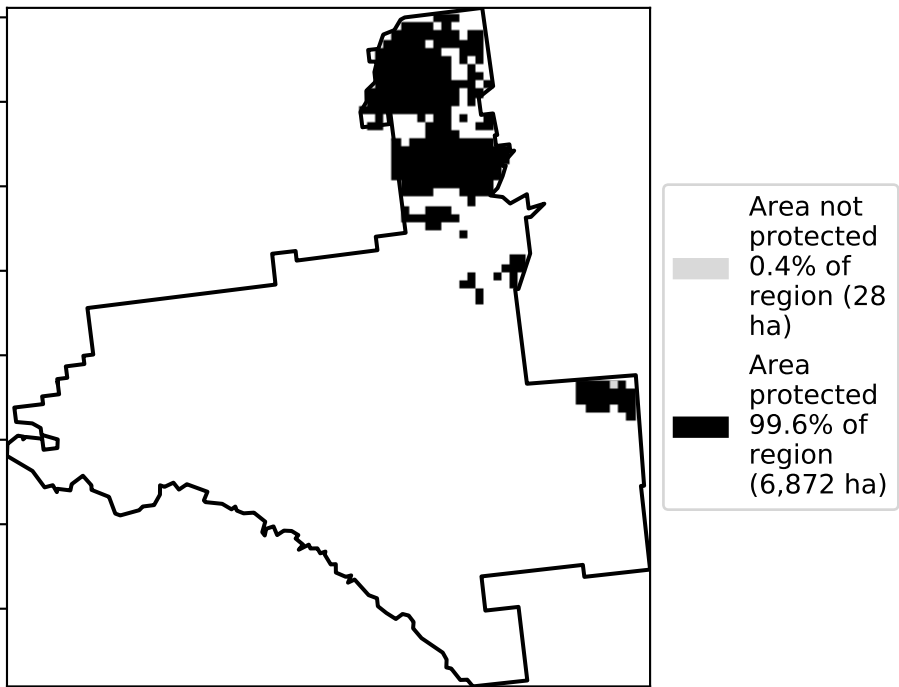 Area not
protected
0.4% of
region (28
ha)
Area
protected
99.6% of
region
(6,872 ha)